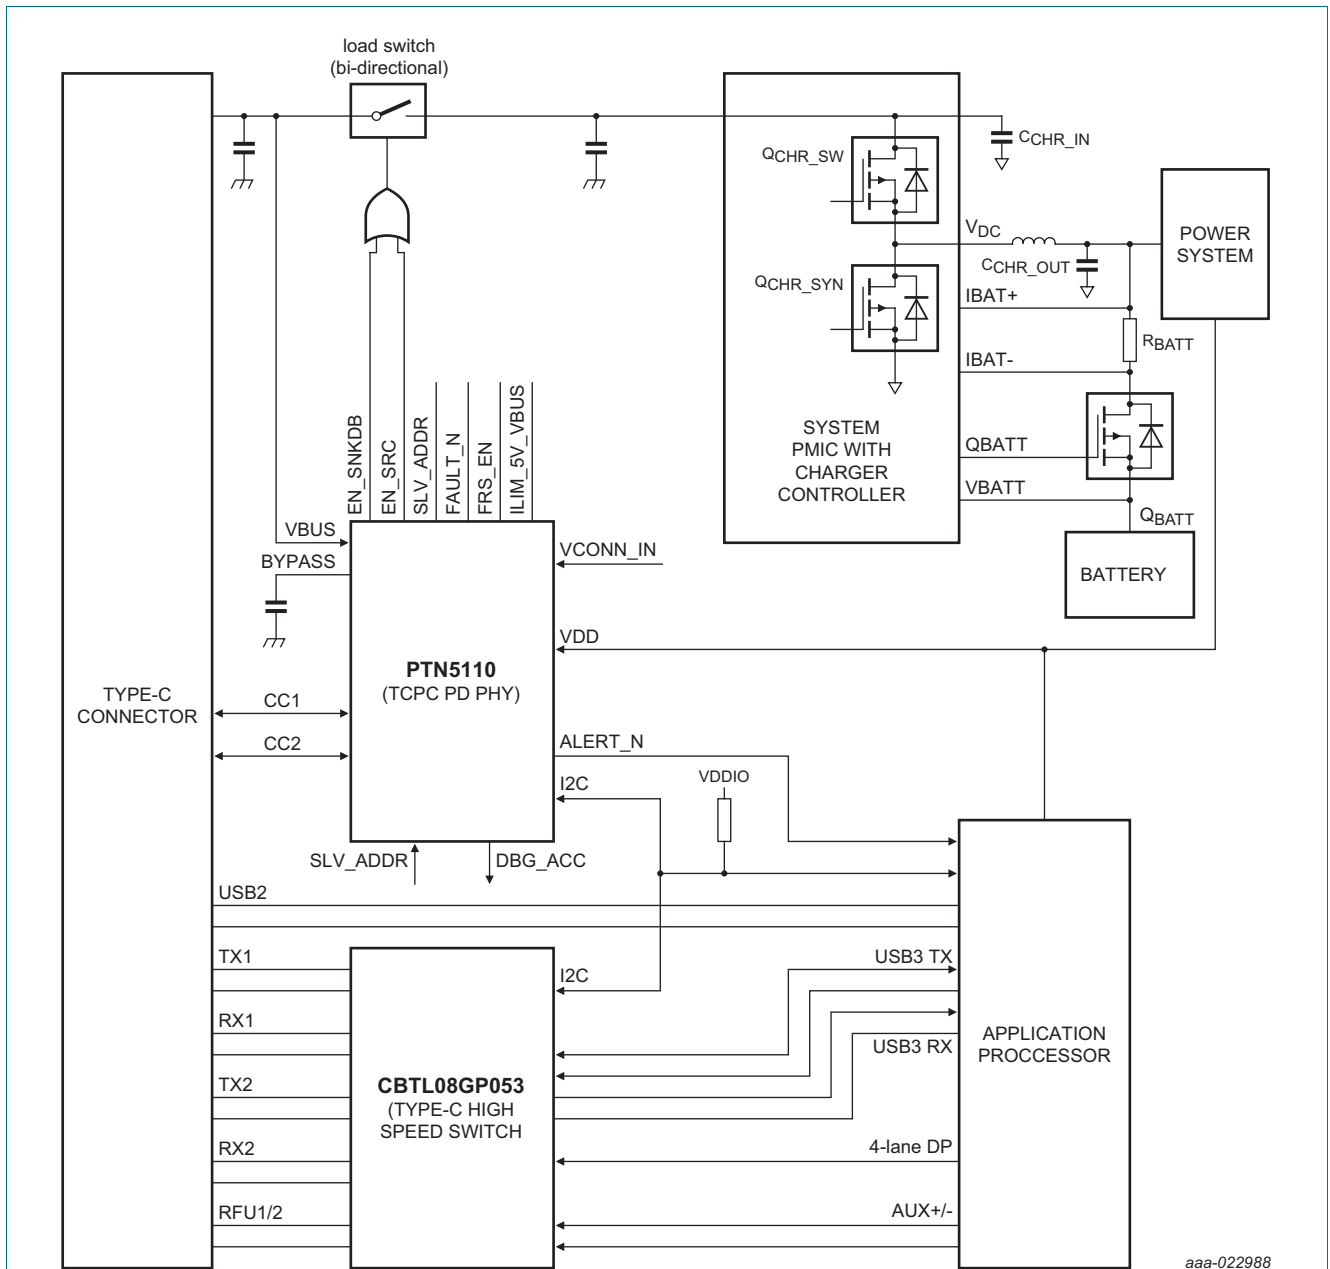 load switch
(bi-directional)
CCHR_IN
QCHR_SW
VDC
POWER
SYSTEM
CCHR_OUT
QCHR_SYN
IBAT+
RBATT
IBAT-
SYSTEM
PMIC WITH
CHARGER
CONTROLLER
QBATT
VBATT
QBATT
BATTERY
EN_SNKDB
EN_SRC
SLV_ADDR
FAULT_N
FRS_EN
ILIM_5V_VBUS
VBUS
BYPASS
VCONN_IN
VDD
PTN5110
(TCPC PD PHY)
TYPE-C
CONNECTOR
CC1
CC2
ALERT_N
I2C
VDDIO
SLV_ADDR
DBG_ACC
USB2
TX1
RX1
TX2
RX2
RFU1/2
I2C
CBTL08GP053
(TYPE-C HIGH
SPEED SWITCH
USB3 TX
USB3 RX
4-lane DP
AUX+/-
APPLICATION
PROCCESSOR
aaa-022988